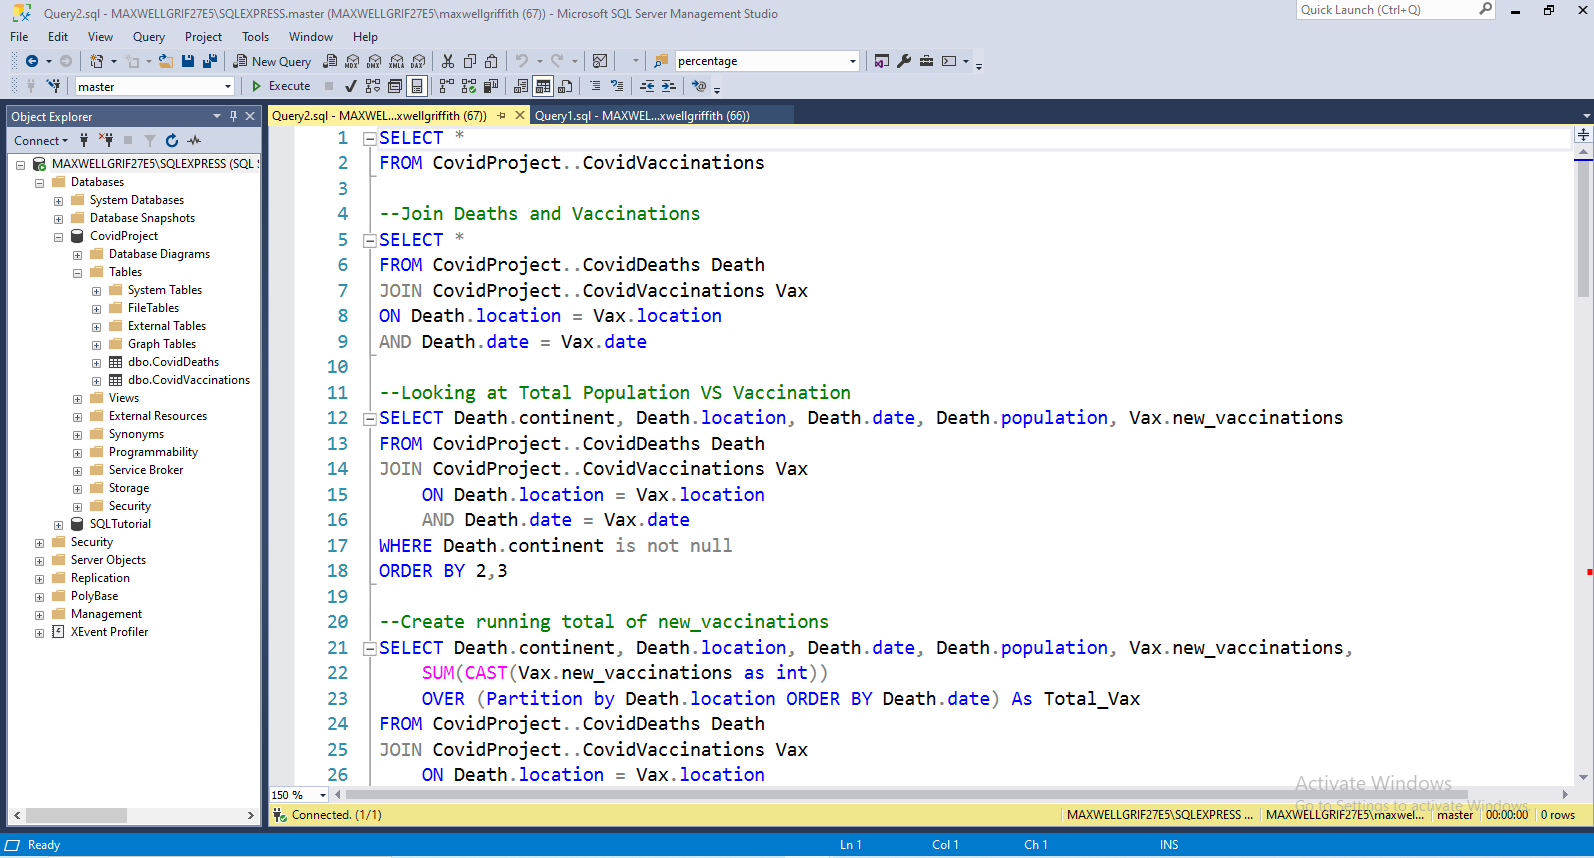 Query2.sql - MAXWELLGRIF27E5\SQLEXPRESS.master (MAXWELLGRIF27E5\maxwellgriffith (67)) - Microsoft SQL Server Management Studio
Quick Launch (Ctrl+Q)
File Edit View Query Project Tools Window Help
New Query MDX DMX XMLA DAX percentage
master Execute
Object Explorer
Query2.sql - MAXWEL...xwellgriffith (67)) Query1.sql - MAXWEL...xwellgriffith (66))
Connect
MAXWELLGRIF27E5\SQLEXPRESS (SQL S
Databases
System Databases
Database Snapshots
CovidProject
Database Diagrams
Tables
System Tables
FileTables
External Tables
Graph Tables
dbo.CovidDeaths
dbo.CovidVaccinations
Views
External Resources
Synonyms
Programmability
Service Broker
Storage
Security
SQLTutorial
Security
Server Objects
Replication
PolyBase
Management
XEvent Profiler
1 SELECT *
2 FROM CovidProject..CovidVaccinations
3
4 --Join Deaths and Vaccinations
5 SELECT *
6 FROM CovidProject..CovidDeaths Death
7 JOIN CovidProject..CovidVaccinations Vax
8 ON Death.location = Vax.location
9 AND Death.date = Vax.date
10
11 --Looking at Total Population VS Vaccination
12 SELECT Death.continent, Death.location, Death.date, Death.population, Vax.new_vaccinations
13 FROM CovidProject..CovidDeaths Death
14 JOIN CovidProject..CovidVaccinations Vax
15 ON Death.location = Vax.location
16 AND Death.date = Vax.date
17 WHERE Death.continent is not null
18 ORDER BY 2,3
19
20 --Create running total of new_vaccinations
21 SELECT Death.continent, Death.location, Death.date, Death.population, Vax.new_vaccinations,
22 SUM(CAST(Vax.new_vaccinations as int))
23 OVER (Partition by Death.location ORDER BY Death.date) As Total_Vax
24 FROM CovidProject..CovidDeaths Death
25 JOIN CovidProject..CovidVaccinations Vax
26 ON Death.location = Vax.location
150 %
Activate Windows
Go to Settings to activate Windows.
Connected. (1/1) MAXWELLGRIF27E5\SQLEXPRESS ... MAXWELLGRIF27E5\maxwel... master 00:00:00 0 rows
Ready Ln 1 Col 1 Ch 1 INS